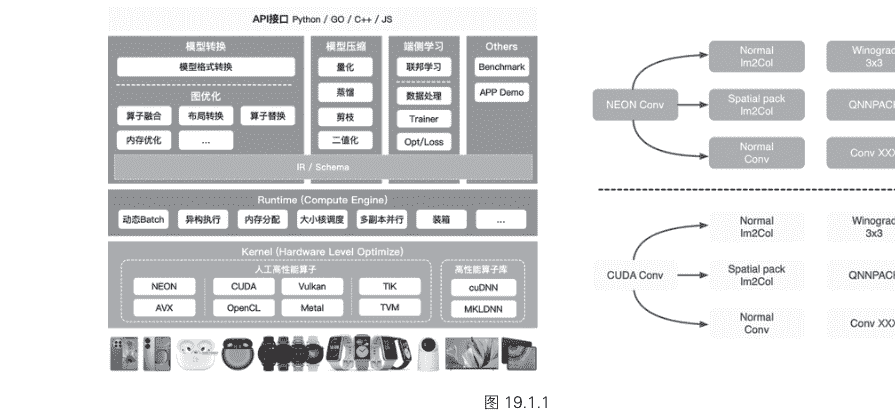 API接口 Python / GO / C++ / JS
模型转换
模型格式转换
图优化
算子融合 布局转换 算子替换
内存优化 ...
模型压缩
量化
蒸馏
剪枝
二值化
端侧学习
联邦学习
数据处理
Trainer
Opt/Loss
Others
Benchmark
APP Demo
IR / Schema
Runtime (Compute Engine)
动态Batch 异构执行 内存分配 大小核调度 多副本并行 装箱 ...
Kernel (Hardware Level Optimize)
人工高性能算子
NEON CUDA Vulkan TIK
AVX OpenCL Metal TVM
高性能算子库
cuDNN
MKLDNN
NEON Conv
Normal
Im2Col
Winograd
3x3
Spatial pack
Im2Col
QNNPACK
Normal
Conv
Conv XXX
CUDA Conv
Normal
Im2Col
Winograd
3x3
Spatial pack
Im2Col
QNNPACK
Normal
Conv
Conv XXX
图 19.1.1